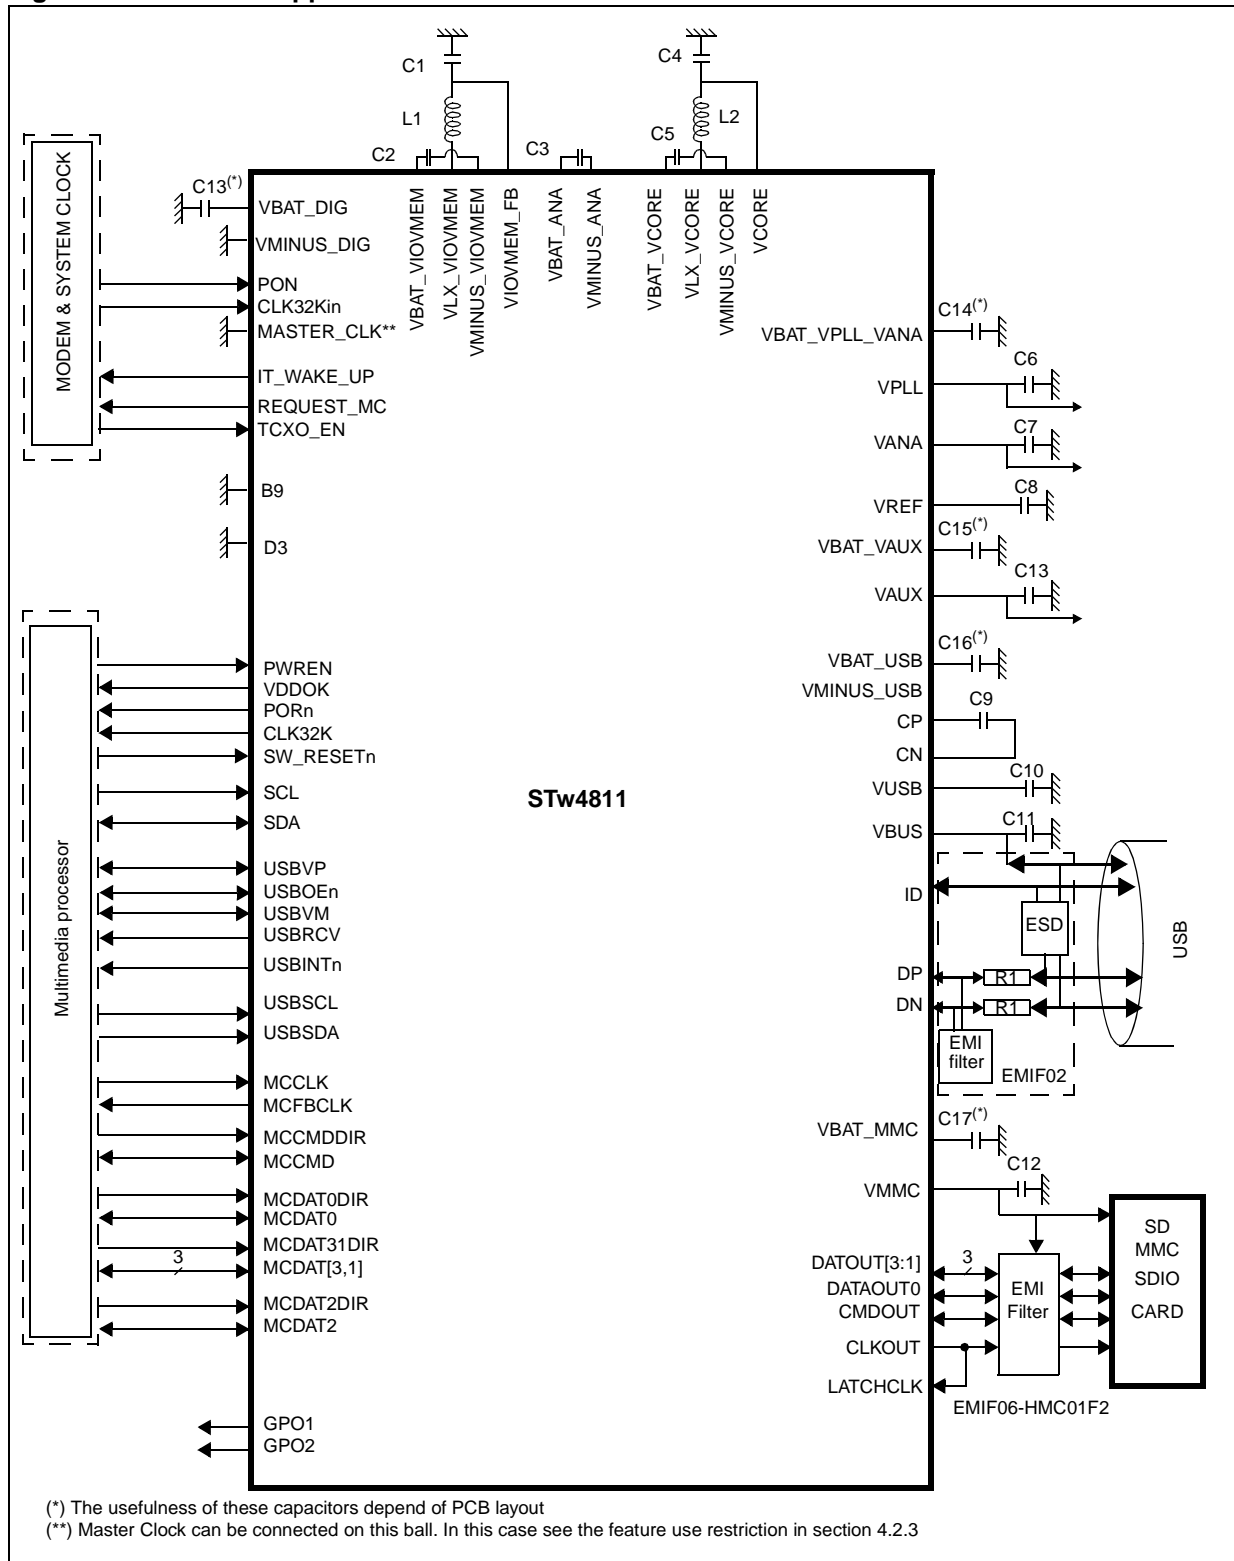 C1
C4
L1
L2
C2
C3
C5
MODEM & SYSTEM CLOCK
C13(*)
VBAT_DIG
VMINUS_DIG
PON
CLK32Kin
MASTER_CLK**
IT_WAKE_UP
REQUEST_MC
TCXO_EN
B9
D3
VBAT_VIOVMEM
VLX_VIOVMEM
VMINUS_VIOVMEM
VIOVMEM_FB
VBAT_ANA
VMINUS_ANA
VBAT_VCORE
VLX_VCORE
VMINUS_VCORE
VCORE
VBAT_VPLL_VANA
C14(*)
VPLL
C6
VANA
C7
VREF
C8
VBAT_VAUX
C15(*)
VAUX
C13
VBAT_USB
C16(*)
VMINUS_USB
CP
C9
CN
VUSB
C10
VBUS
C11
ID
ESD
DP
R1
DN
R1
EMI
filter
EMIF02
USB
STw4811
Multimedia processor
PWREN
VDDOK
PORn
CLK32K
SW_RESETn
SCL
SDA
USBVP
USBOEn
USBVM
USBRCV
USBINTn
USBSCL
USBSDA
MCCLK
MCFBCLK
MCCMDDIR
MCCMD
MCDAT0DIR
MCDAT0
MCDAT31DIR
3
MCDAT[3,1]
MCDAT2DIR
MCDAT2
GPO1
GPO2
VBAT_MMC
C17(*)
VMMC
C12
DATOUT[3:1]
3
DATAOUT0
CMDOUT
CLKOUT
LATCHCLK
EMI
Filter
SD
MMC
SDIO
CARD
EMIF06-HMC01F2
(*) The usefulness of these capacitors depend of PCB layout
(**) Master Clock can be connected on this ball. In this case see the feature use restriction in section 4.2.3